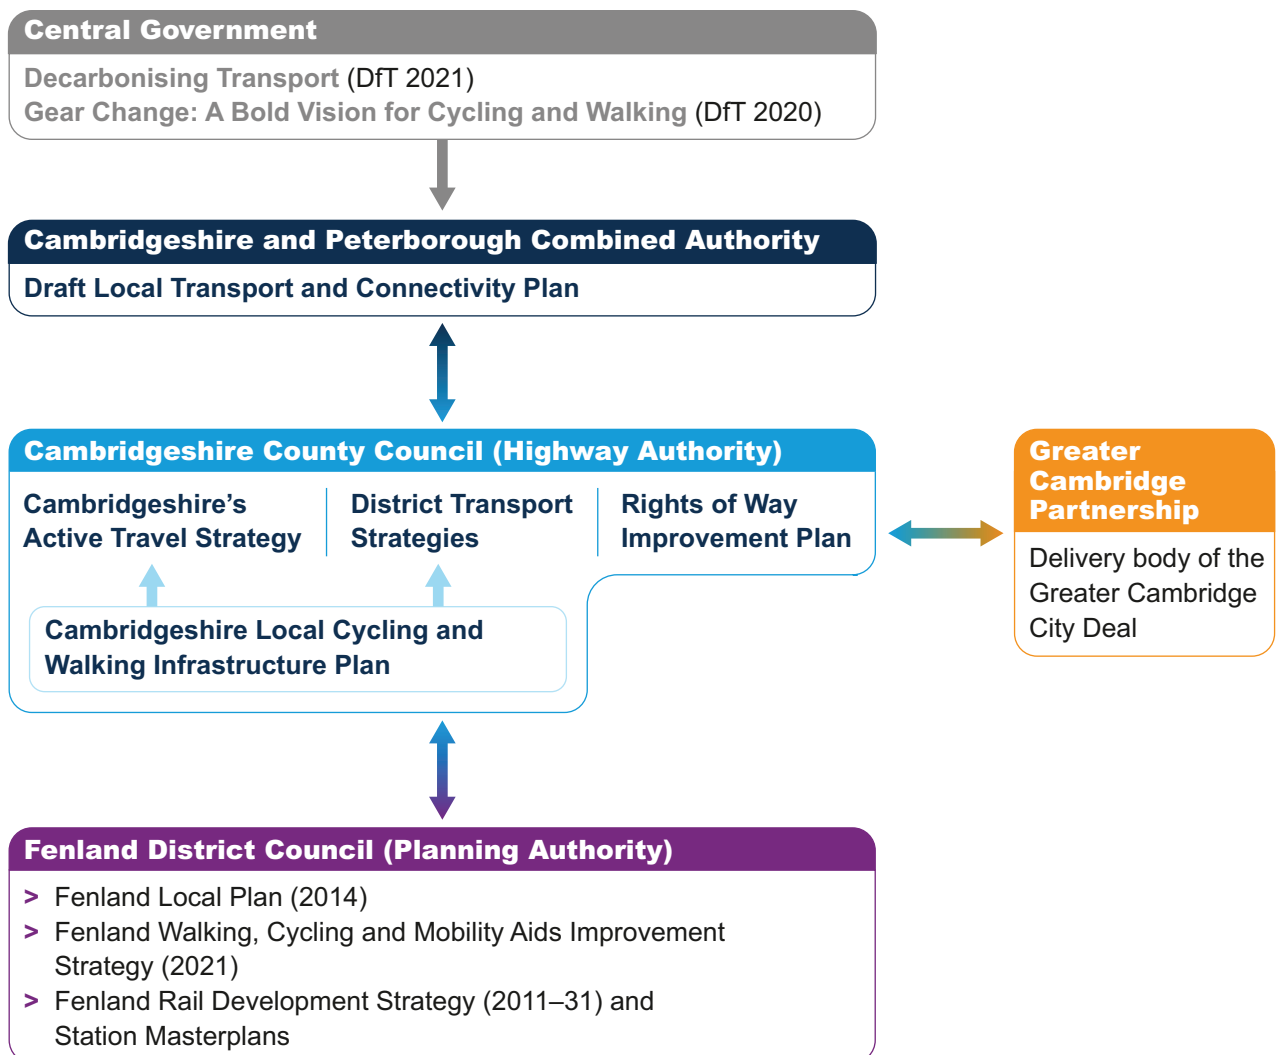 Central Government
Decarbonising Transport (DfT 2021)
Gear Change: A Bold Vision for Cycling and Walking (DfT 2020)
Cambridgeshire and Peterborough Combined Authority
Draft Local Transport and Connectivity Plan
Cambridgeshire County Council (Highway Authority)
Cambridgeshire’s
Active Travel Strategy
District Transport
Strategies
Rights of Way
Improvement Plan
Cambridgeshire Local Cycling and
Walking Infrastructure Plan
Greater
Cambridge
Partnership
Delivery body of the
Greater Cambridge
City Deal
Fenland District Council (Planning Authority)
> Fenland Local Plan (2014)
> Fenland Walking, Cycling and Mobility Aids Improvement
Strategy (2021)
> Fenland Rail Development Strategy (2011–31) and
Station Masterplans